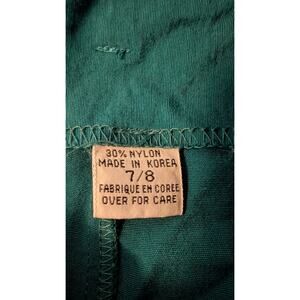 30% NYLON
MADE IN KOREA
7/8
FABRIQUE EN COREE
OVER FOR CARE